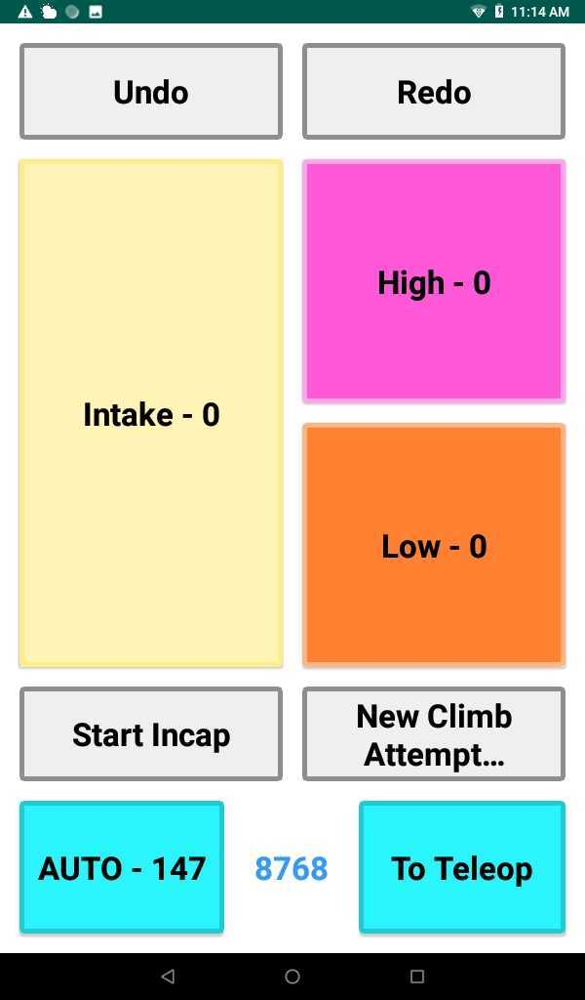 11:14 AM
Undo
Redo
Intake - 0
High - 0
Low - 0
Start Incap
New Climb
Attempt...
AUTO - 147
8768
To Teleop